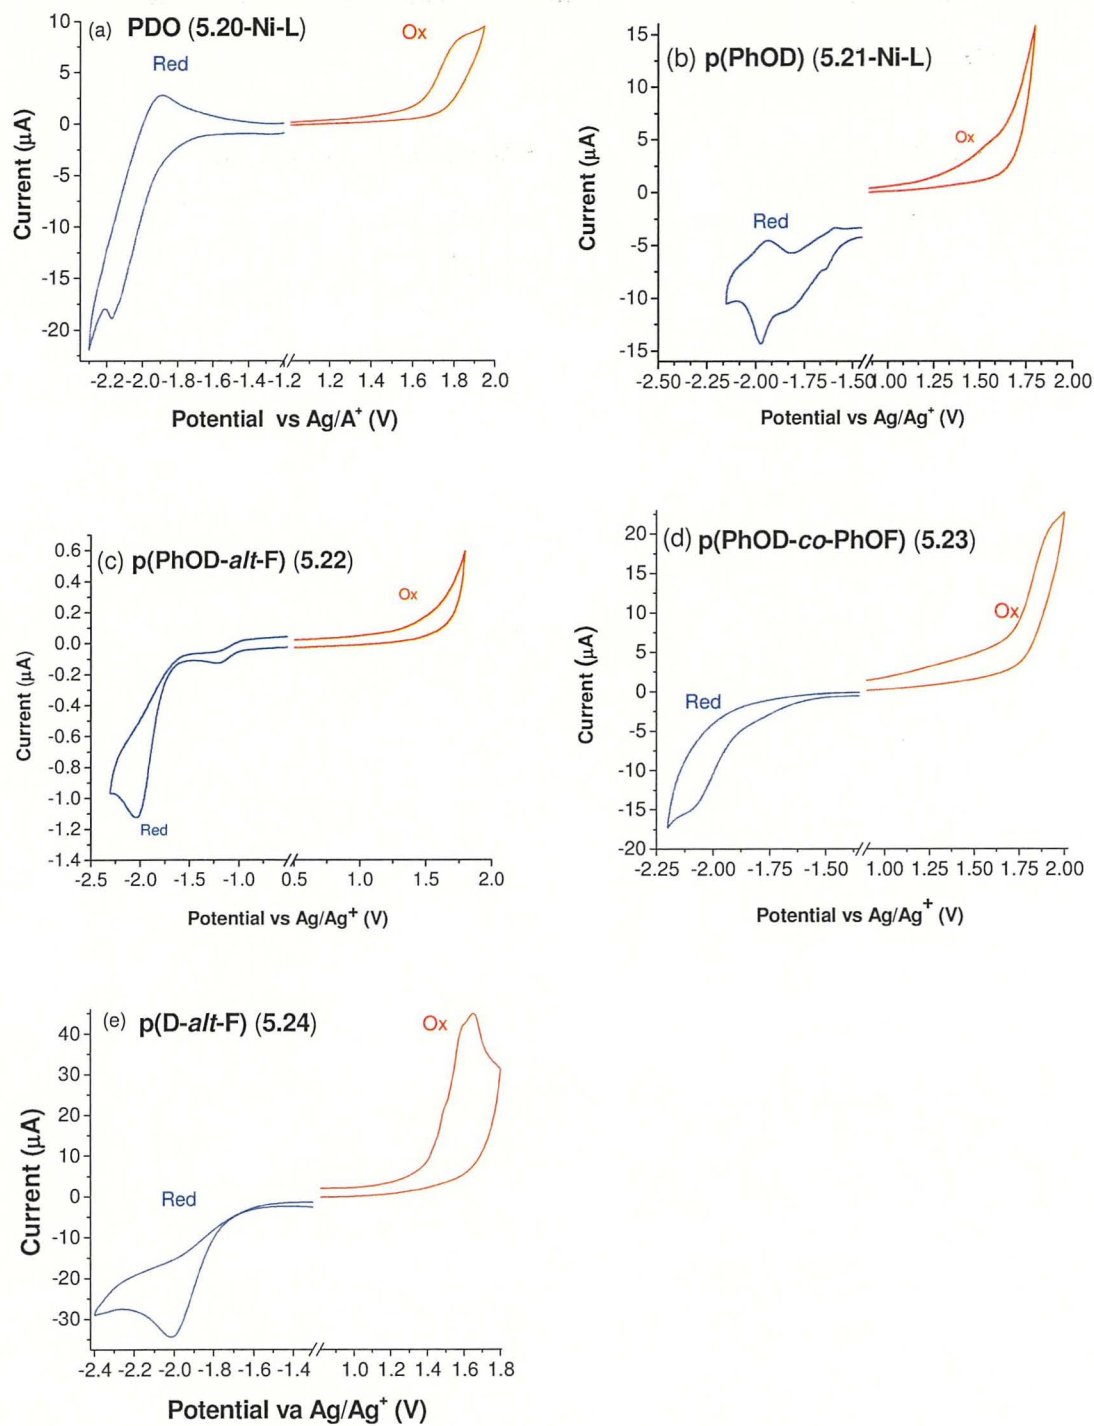 (a) PDO (5.20-Ni-L)
Ox
Red
10
5
0
-5
-10
-15
-20
Current (µA)
-2.2 -2.0 -1.8 -1.6 -1.4 -1.2 1.2 1.4 1.6 1.8 2.0
Potential vs Ag/A⁺ (V)
(b) p(PhOD) (5.21-Ni-L)
Ox
Red
15
10
5
0
-5
-10
-15
Current (µA)
-2.50 -2.25 -2.00 -1.75 -1.50 1.00 1.25 1.50 1.75 2.00
Potential vs Ag/Ag⁺ (V)
(c) p(PhOD-alt-F) (5.22)
Ox
Red
0.6
0.4
0.2
0.0
-0.2
-0.4
-0.6
-0.8
-1.0
-1.2
-1.4
Current (µA)
-2.5 -2.0 -1.5 -1.0 0.5 1.0 1.5 2.0
Potential vs Ag/Ag⁺ (V)
(d) p(PhOD-co-PhOF) (5.23)
Ox
Red
20
15
10
5
0
-5
-10
-15
-20
Current (µA)
-2.25 -2.00 -1.75 -1.50 1.00 1.25 1.50 1.75 2.00
Potential vs Ag/Ag⁺ (V)
(e) p(D-alt-F) (5.24)
Ox
Red
40
30
20
10
0
-10
-20
-30
Current (µA)
-2.4 -2.2 -2.0 -1.8 -1.6 -1.4 1.0 1.2 1.4 1.6 1.8
Potential va Ag/Ag⁺ (V)